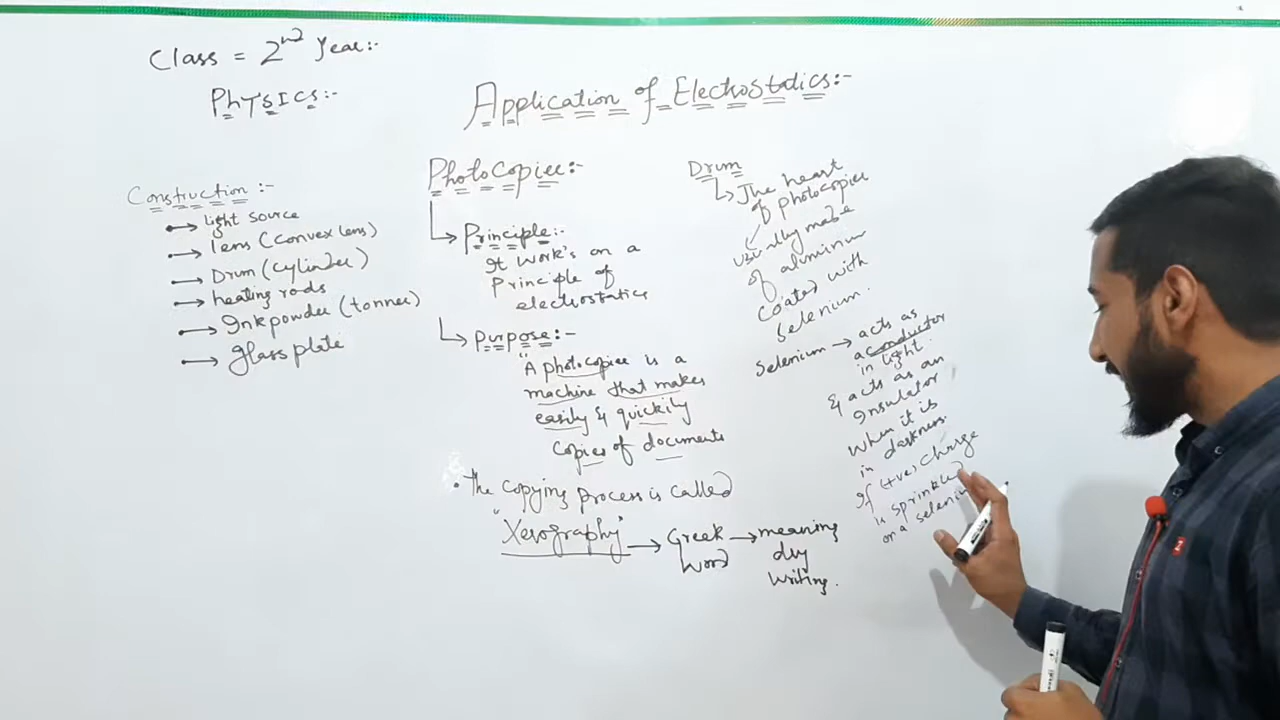 Class = 2nd year:-
Physics:-
Application of Electrostatics:-
Construction:-
light source
lens (convex lens)
Drum (cylinder)
heating rods
Ink powder (tonner)
glass plate
Photocopier:-
Principle:-
It work's on a
Principle of
electrostatics
Purpose:-
"A photocopier is a
machine that makes
easily & quickily
copies of documents
• The copying process is called
"Xerography" → Greek → meaning
word dry
writing.
Drum
The heart
of photocopier
usually made
of aluminium
coated with
Selenium.
Selenium → acts as
a conductor
in light.
& acts as an
Insulator
when it is
in darkness.
If (+ve) charge
is sprinkled
on a